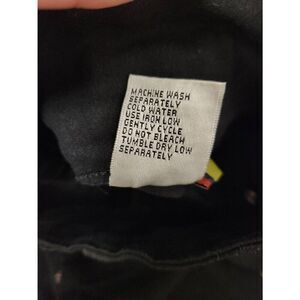 MACHINE WASH
SEPARATELY
COLD WATER
USE IRON LOW
GENTLY CYCLE
DO NOT BLEACH
TUMBLE DRY LOW
SEPARATELY